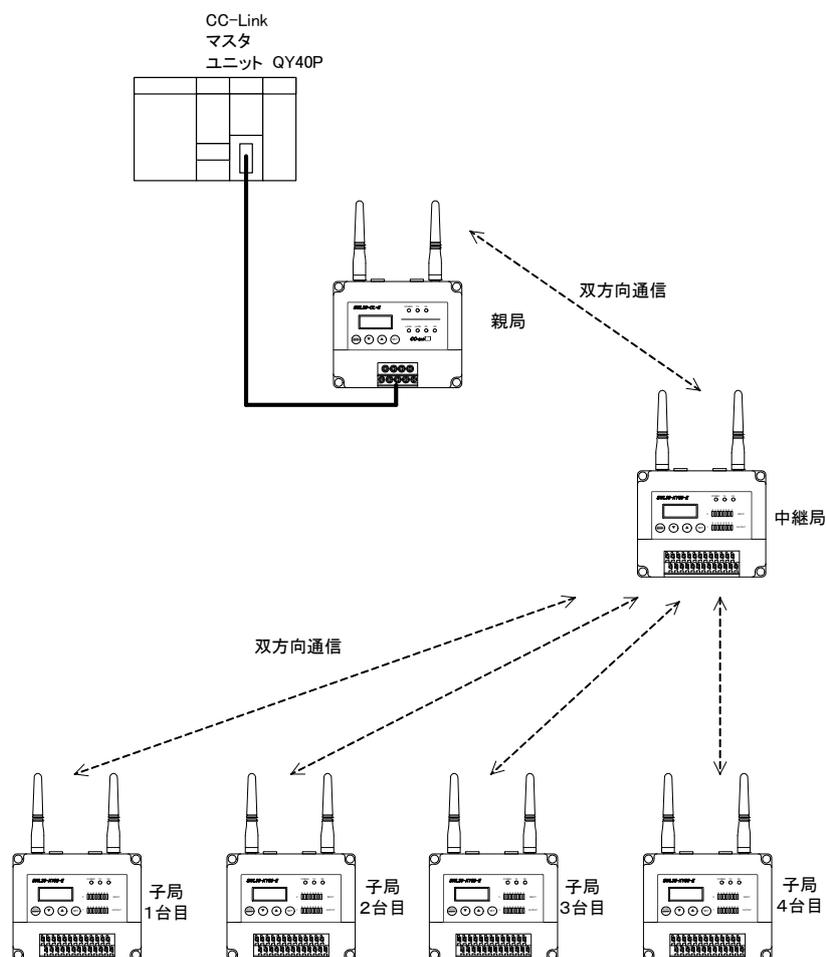 CC-Link
マスタ
ユニット QY40P
双方向通信
親局
CC-Link
中継局
双方向通信
子局
1台目
子局
2台目
子局
3台目
子局
4台目